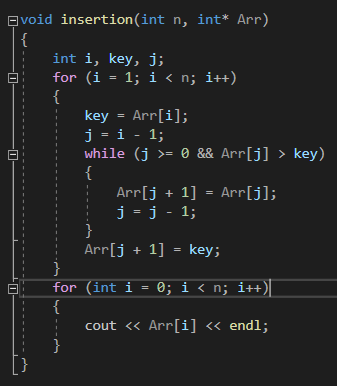 void insertion(int n, int* Arr)
{
    int i, key, j;
    for (i = 1; i < n; i++)
    {
        key = Arr[i];
        j = i - 1;
        while (j >= 0 && Arr[j] > key)
        {
            Arr[j + 1] = Arr[j];
            j = j - 1;
        }
        Arr[j + 1] = key;
    }
    for (int i = 0; i < n; i++)
    {
        cout << Arr[i] << endl;
    }
}